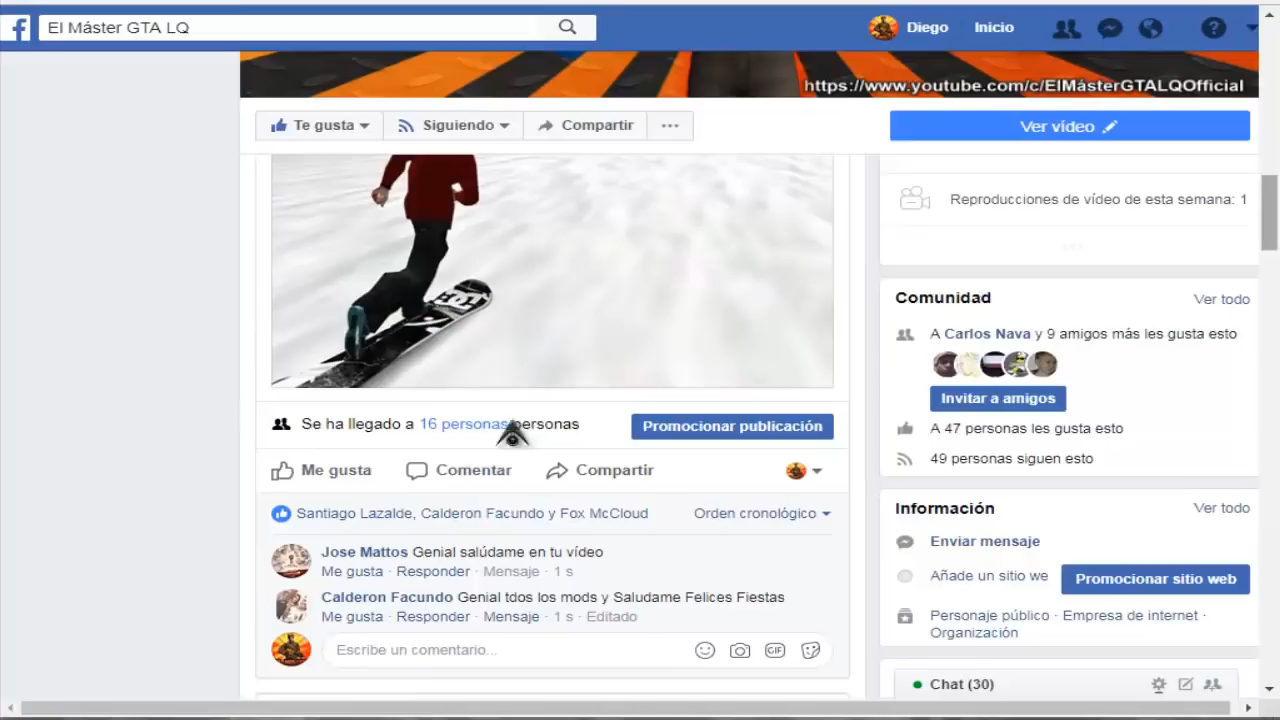 El Máster GTA LQ
Diego
Inicio
https://www.youtube.com/c/ElMásterGTALQOfficial
Te gusta
Siguiendo
Compartir
Ver vídeo
Reproducciones de vídeo de esta semana: 1
DC
Se ha llegado a 16 personas personas
Promocionar publicación
Me gusta
Comentar
Compartir
Santiago Lazalde, Calderon Facundo y Fox McCloud
Orden cronológico
Jose Mattos Genial salúdame en tu vídeo
Me gusta · Responder · Mensaje · 1 s
Calderon Facundo Genial tdos los mods y Saludame Felices Fiestas
Me gusta · Responder · Mensaje · 1 s · Editado
Escribe un comentario...
GIF
Comunidad
Ver todo
A Carlos Nava y 9 amigos más les gusta esto
Invitar a amigos
A 47 personas les gusta esto
49 personas siguen esto
Información
Ver todo
Enviar mensaje
Añade un sitio we
Promocionar sitio web
Personaje público · Empresa de internet ·
Organización
Chat (30)